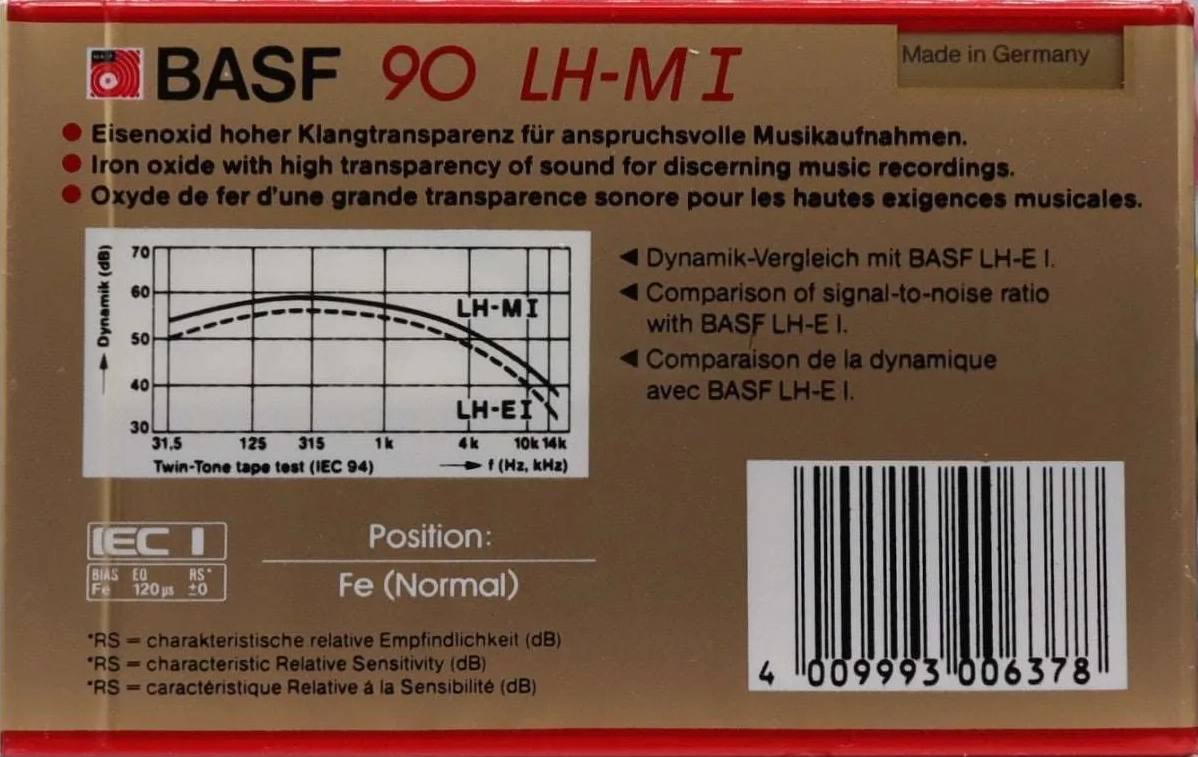 BASF 90 LH-M I
Made in Germany
Eisenoxid hoher Klangtransparenz für anspruchsvolle Musikaufnahmen.
Iron oxide with high transparency of sound for discerning music recordings.
Oxyde de fer d'une grande transparence sonore pour les hautes exigences musicales.
Dynamik (dB)
70
60
50
40
30
LH-M I
LH-E I
31,5 125 315 1k 4k 10k 14k
Twin-Tone tape test (IEC 94) f (Hz, kHz)
◄ Dynamik-Vergleich mit BASF LH-E I.
◄ Comparison of signal-to-noise ratio
with BASF LH-E I.
◄ Comparaison de la dynamique
avec BASF LH-E I.
IEC I
BIAS EQ RS*
Fe 120µs ±0
Position:
Fe (Normal)
*RS = charakteristische relative Empfindlichkeit (dB)
*RS = characteristic Relative Sensitivity (dB)
*RS = caractéristique Relative á la Sensibilité (dB)
4 009993 006378